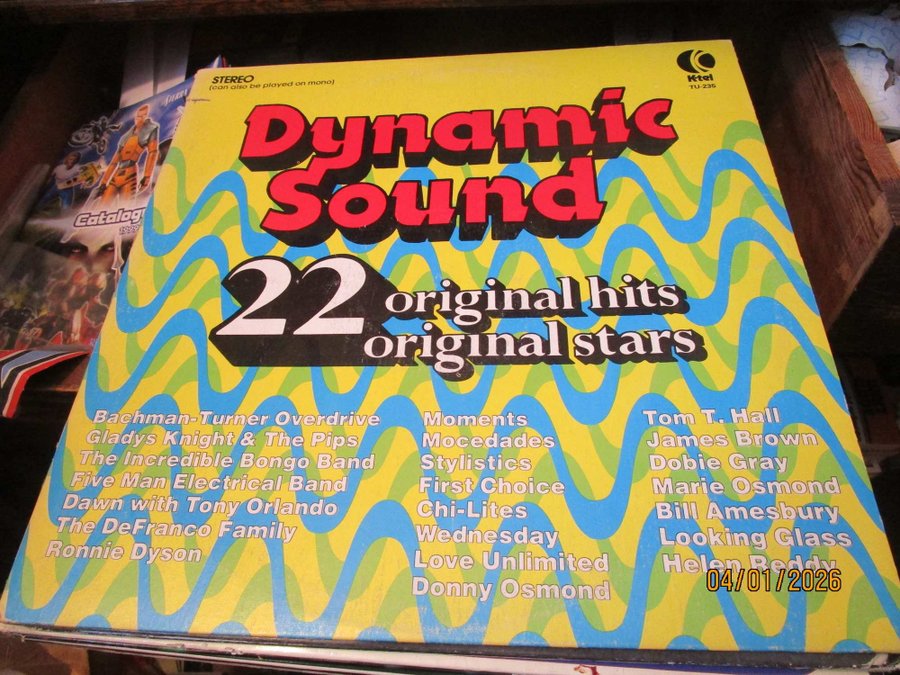 STEREO
(can also be played on mono)
K-tel
TU-235
Dynamic
Sound
22 original hits
original stars
Bachman-Turner Overdrive
Gladys Knight & The Pips
The Incredible Bongo Band
Five Man Electrical Band
Dawn with Tony Orlando
The DeFranco Family
Ronnie Dyson
Moments
Mocedades
Stylistics
First Choice
Chi-Lites
Wednesday
Love Unlimited
Donny Osmond
Tom T. Hall
James Brown
Dobie Gray
Marie Osmond
Bill Amesbury
Looking Glass
Helen Reddy
SIERRA
Catalog
1999
04/01/2026